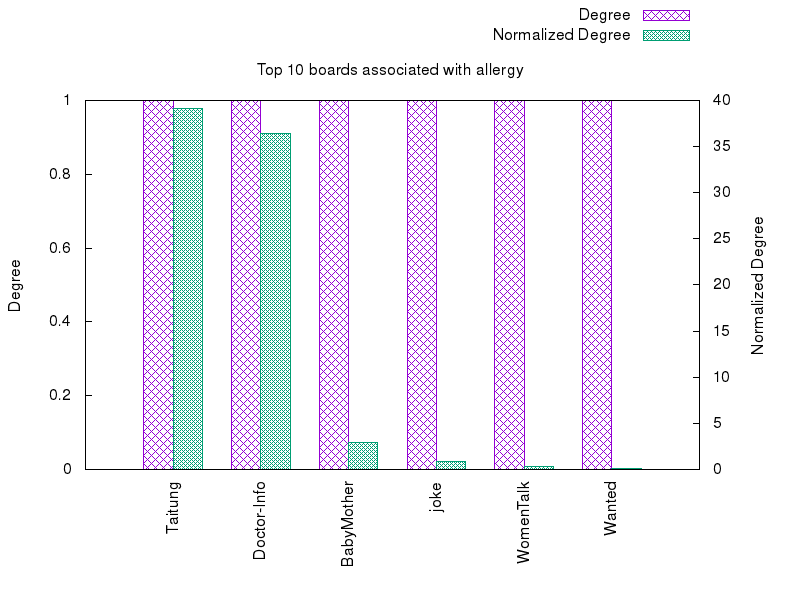 Degree
Normalized Degree
Top 10 boards associated with allergy
1
0.8
0.6
0.4
0.2
0
40
35
30
25
20
15
10
5
0
Degree
Normalized Degree
Taitung
Doctor-Info
BabyMother
joke
WomenTalk
Wanted